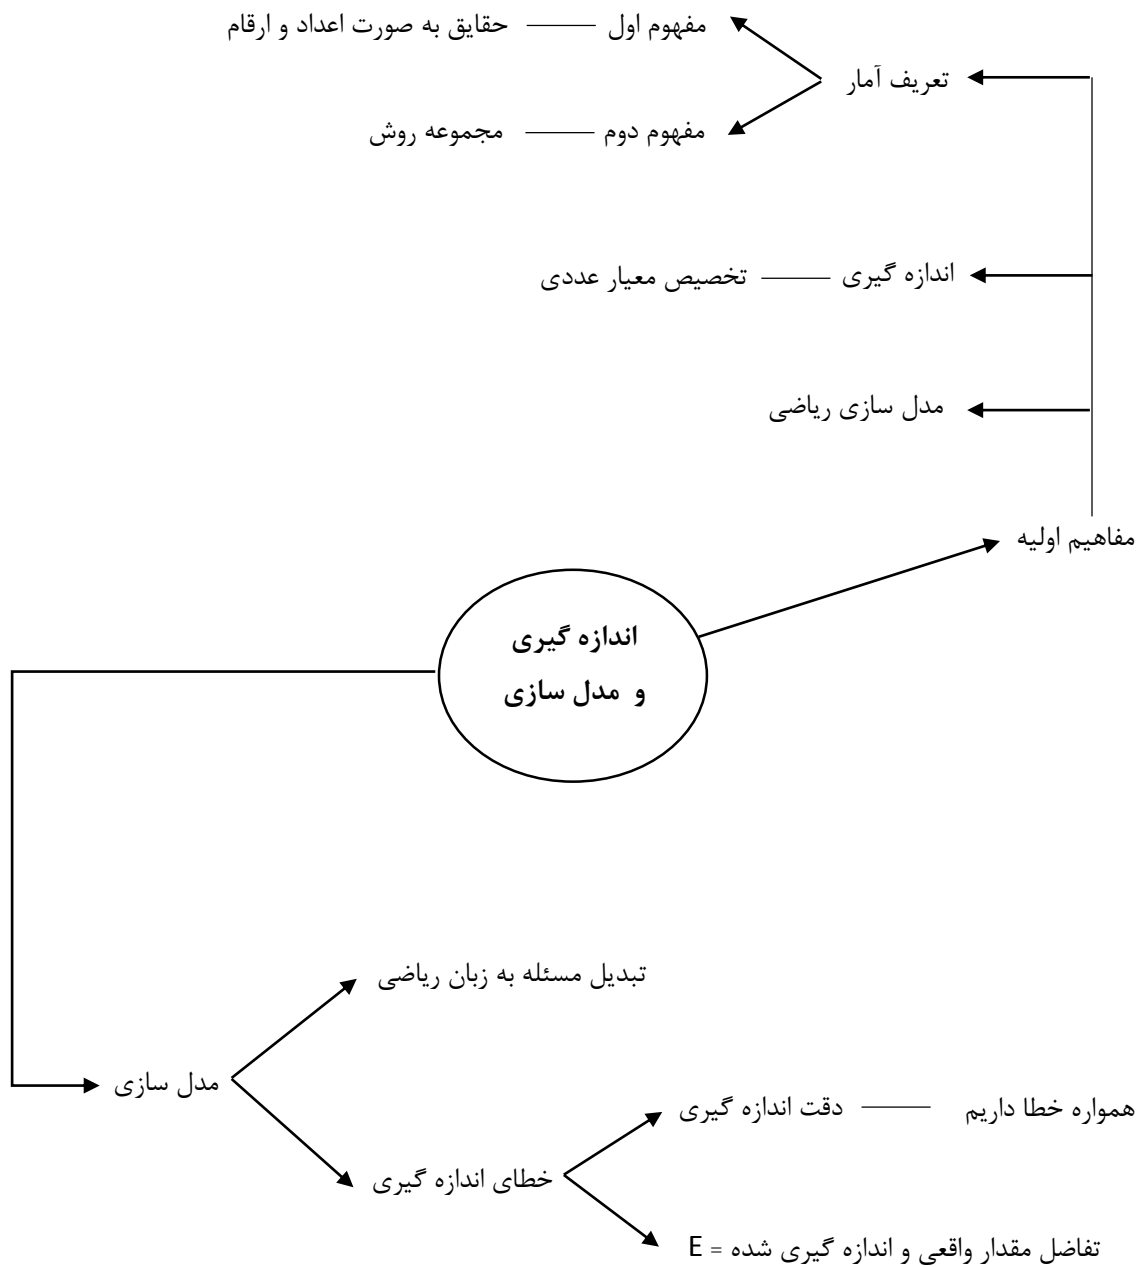 مفهوم اول —— حقایق به صورت اعداد و ارقام
تعریف آمار
مفهوم دوم —— مجموعه روش
اندازه گیری —— تخصیص معیار عددی
مدل سازی ریاضی
مفاهیم اولیه
اندازه گیری
و مدل سازی
تبدیل مسئله به زبان ریاضی
مدل سازی
همواره خطا داریم —— دقت اندازه گیری
خطای اندازه گیری
تفاضل مقدار واقعی و اندازه گیری شده = E